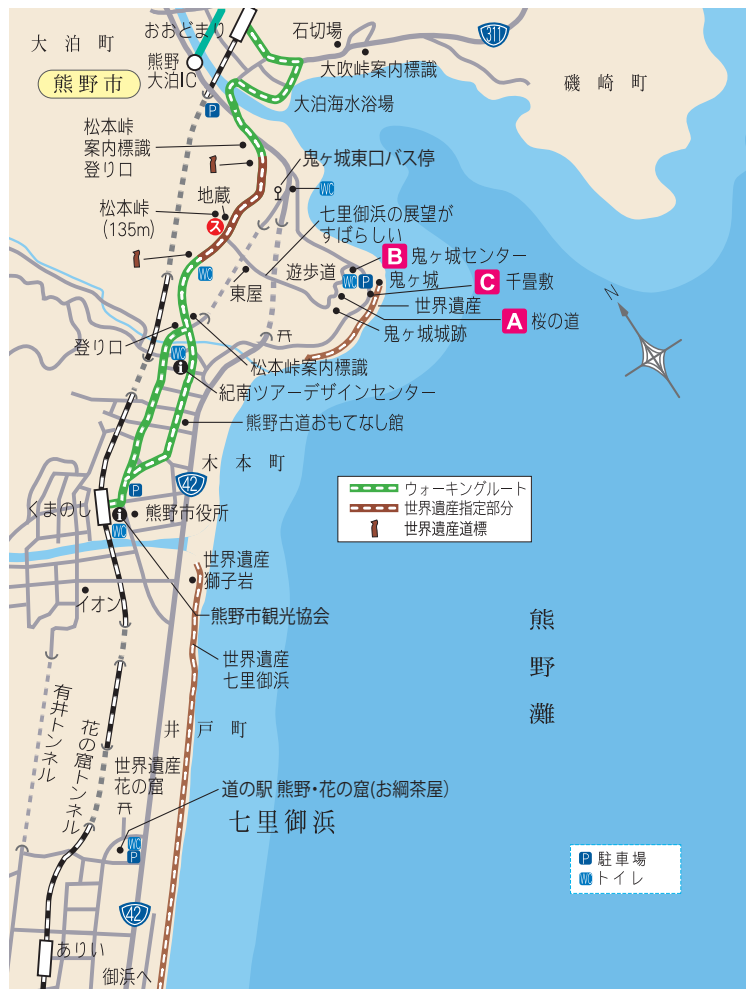 おおどまり
石切場
311
大泊町
熊野
大泊IC
大吹峠案内標識
熊野市
磯崎町
大泊海水浴場
P
松本峠
案内標識
登り口
鬼ヶ城東口バス停
WC
地蔵
松本峠
(135m)
ス
七里御浜の展望が
すばらしい
B 鬼ヶ城センター
遊歩道
WC P
鬼ヶ城
C 千畳敷
WC
東屋
世界遺産
A 桜の道
鬼ヶ城城跡
N
登り口
松本峠案内標識
WC
i
紀南ツアーデザインセンター
熊野古道おもてなし館
木本町
42
P
くまのし
i
熊野市役所
WC
ウォーキングルート
世界遺産指定部分
世界遺産道標
世界遺産
獅子岩
イオン
熊野市観光協会
熊野灘
世界遺産
七里御浜
有井トンネル
花の窟トンネル
井戸町
世界遺産
花の窟
道の駅 熊野・花の窟(お綱茶屋)
七里御浜
WC
P
P 駐車場
WC トイレ
42
ありい
御浜へ